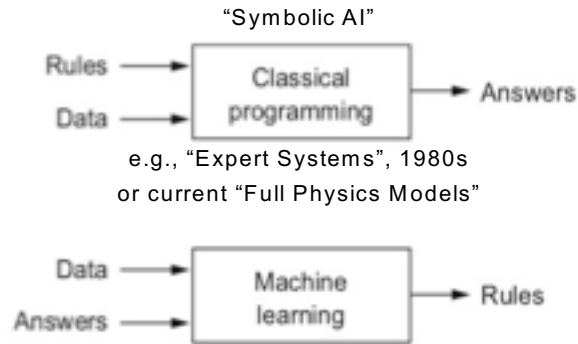 “Symbolic AI”
Rules
Data
Classical
programming
Answers
e.g., “Expert Systems”, 1980s
or current “Full Physics Models”
Data
Answers
Machine
learning
Rules